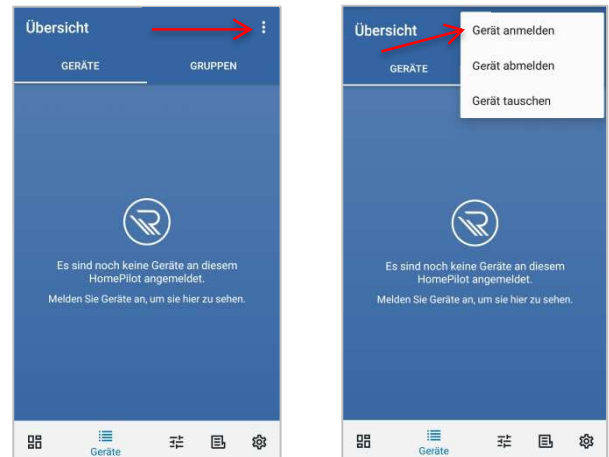 Übersicht
GERÄTE
GRUPPEN
Es sind noch keine Geräte an diesem
HomePilot angemeldet.
Melden Sie Geräte an, um sie hier zu sehen.
Geräte
Übersicht
Gerät anmelden
GERÄTE
Gerät abmelden
Gerät tauschen
Es sind noch keine Geräte an diesem
HomePilot angemeldet.
Melden Sie Geräte an, um sie hier zu sehen.
Geräte